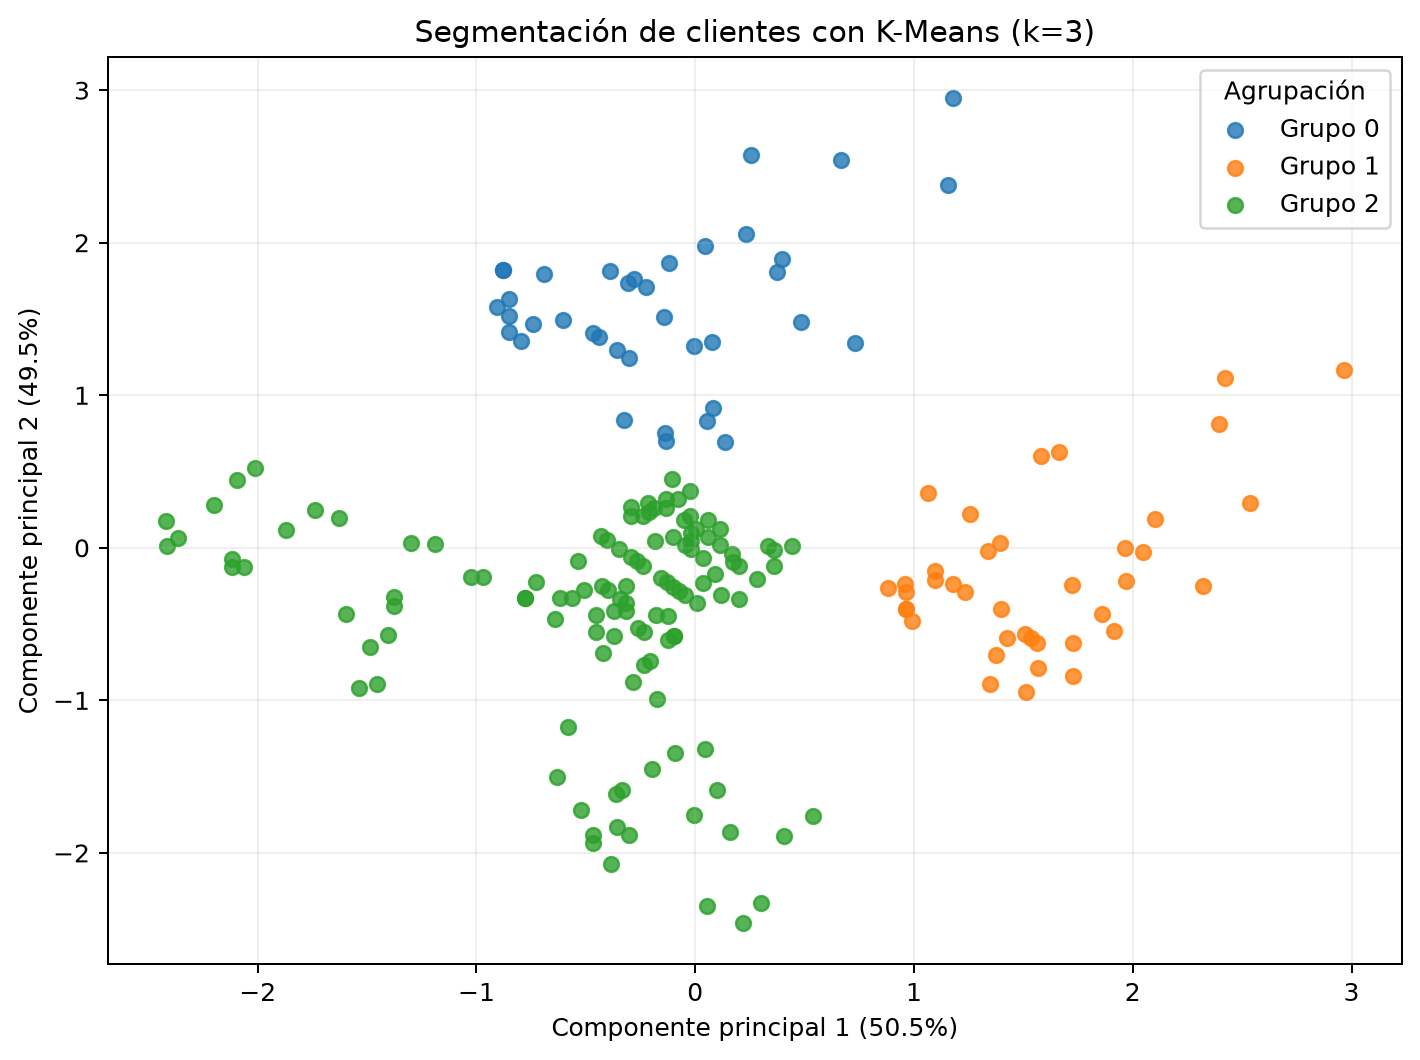 Segmentación de clientes con K-Means (k=3)
Agrupación
Grupo 0
Grupo 1
Grupo 2
Componente principal 2 (49.5%)
3
2
1
0
−1
−2
−2
−1
0
1
2
3
Componente principal 1 (50.5%)